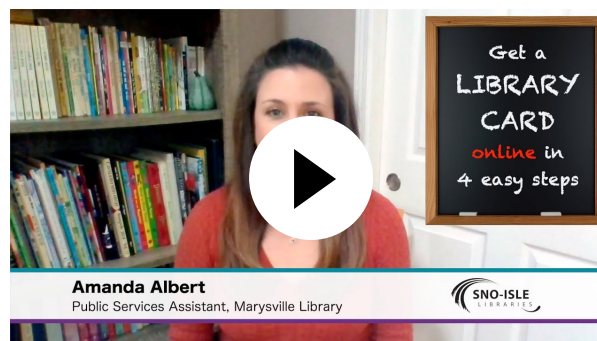 Get a
LIBRARY
CARD
online in
4 easy steps
Amanda Albert
Public Services Assistant, Marysville Library
SNO-ISLE
LIBRARIES